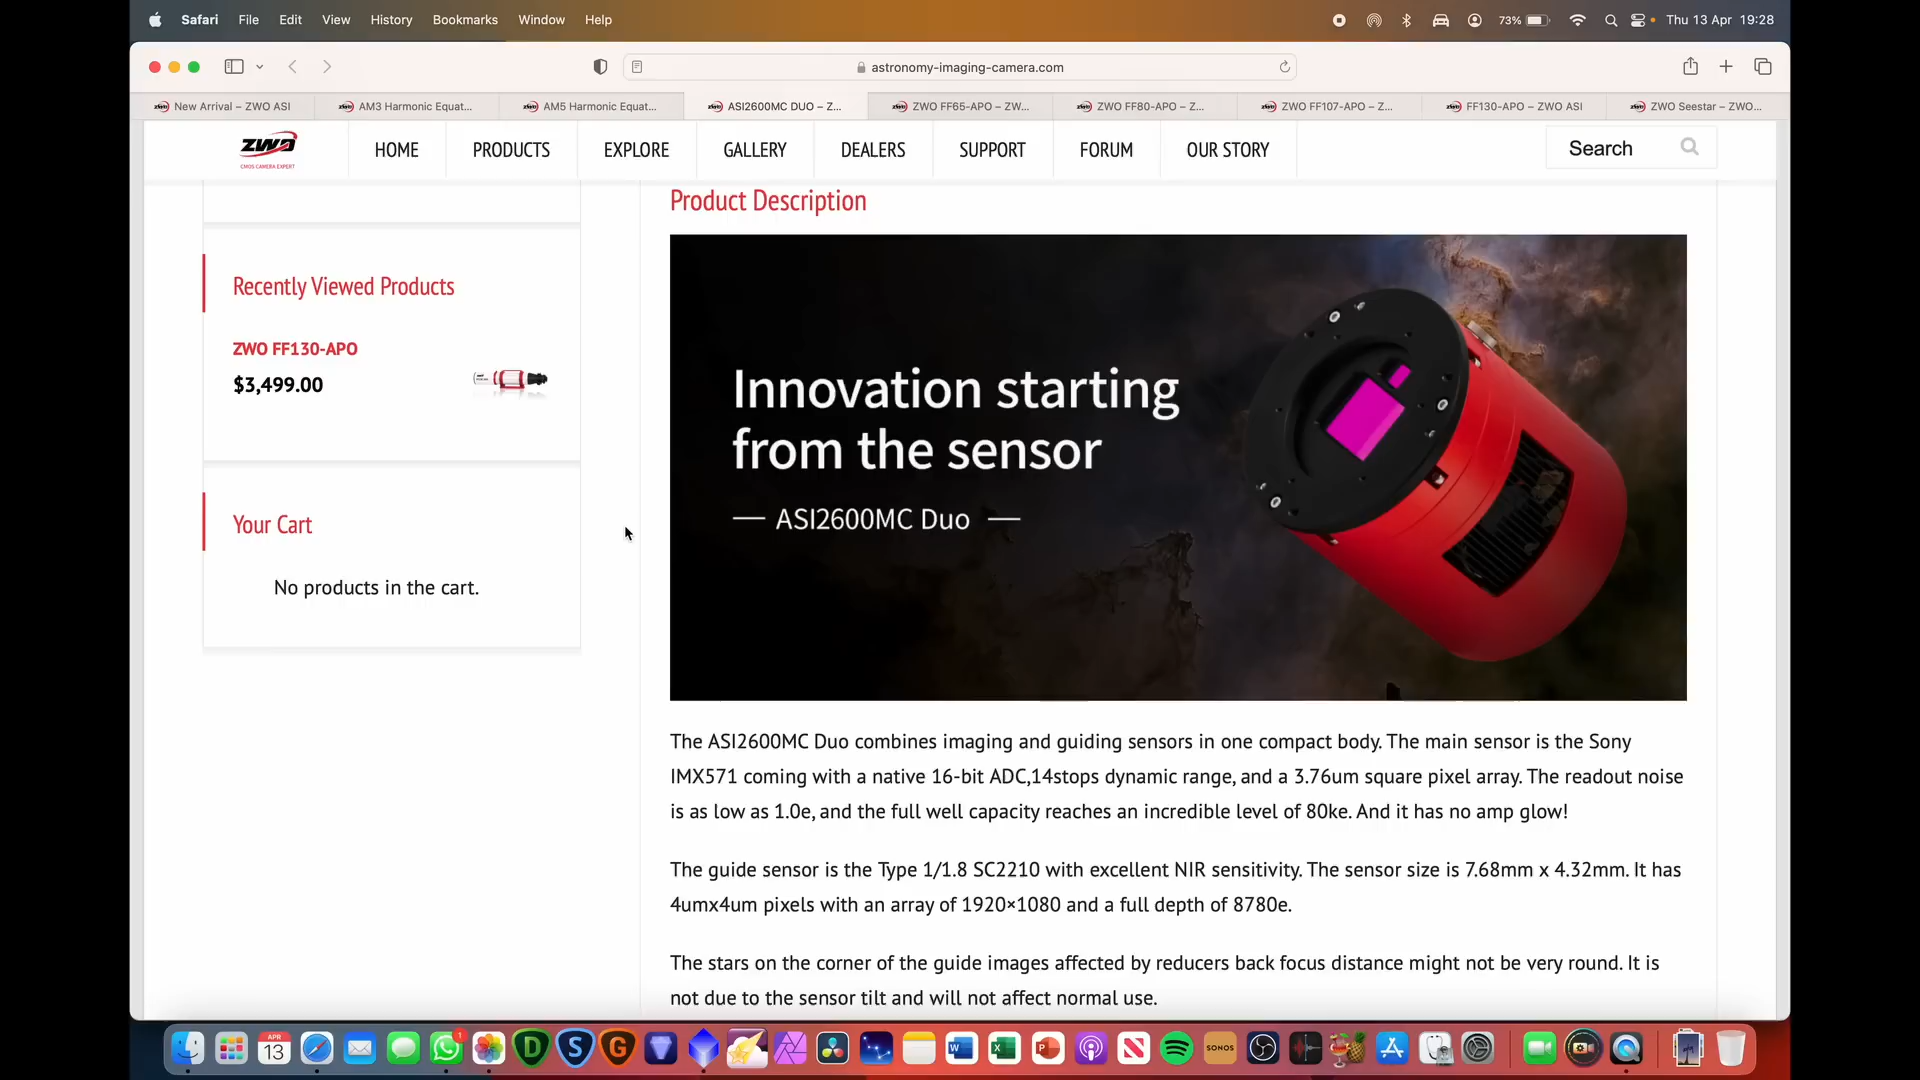 Safari File Edit View History Bookmarks Window Help 73% Thu 13 Apr 19:28
astronomy-imaging-camera.com
New Arrival – ZWO ASI AM3 Harmonic Equat... AM5 Harmonic Equat... ASI2600MC DUO – Z... ZWO FF65-APO – ZW... ZWO FF80-APO – Z... ZWO FF107-APO – Z... FF130-APO – ZWO ASI ZWO Seestar – ZWO...
ZWO
CMOS CAMERA EXPERT
HOME PRODUCTS EXPLORE GALLERY DEALERS SUPPORT FORUM OUR STORY Search
Recently Viewed Products
ZWO FF130-APO
$3,499.00
Your Cart
No products in the cart.
Product Description
Innovation starting
from the sensor
— ASI2600MC Duo —
The ASI2600MC Duo combines imaging and guiding sensors in one compact body. The main sensor is the Sony
IMX571 coming with a native 16-bit ADC,14stops dynamic range, and a 3.76um square pixel array. The readout noise
is as low as 1.0e, and the full well capacity reaches an incredible level of 80ke. And it has no amp glow!
The guide sensor is the Type 1/1.8 SC2210 with excellent NIR sensitivity. The sensor size is 7.68mm x 4.32mm. It has
4umx4um pixels with an array of 1920×1080 and a full depth of 8780e.
The stars on the corner of the guide images affected by reducers back focus distance might not be very round. It is
not due to the sensor tilt and will not affect normal use.
APR
13
1
D S G W X P SONOS